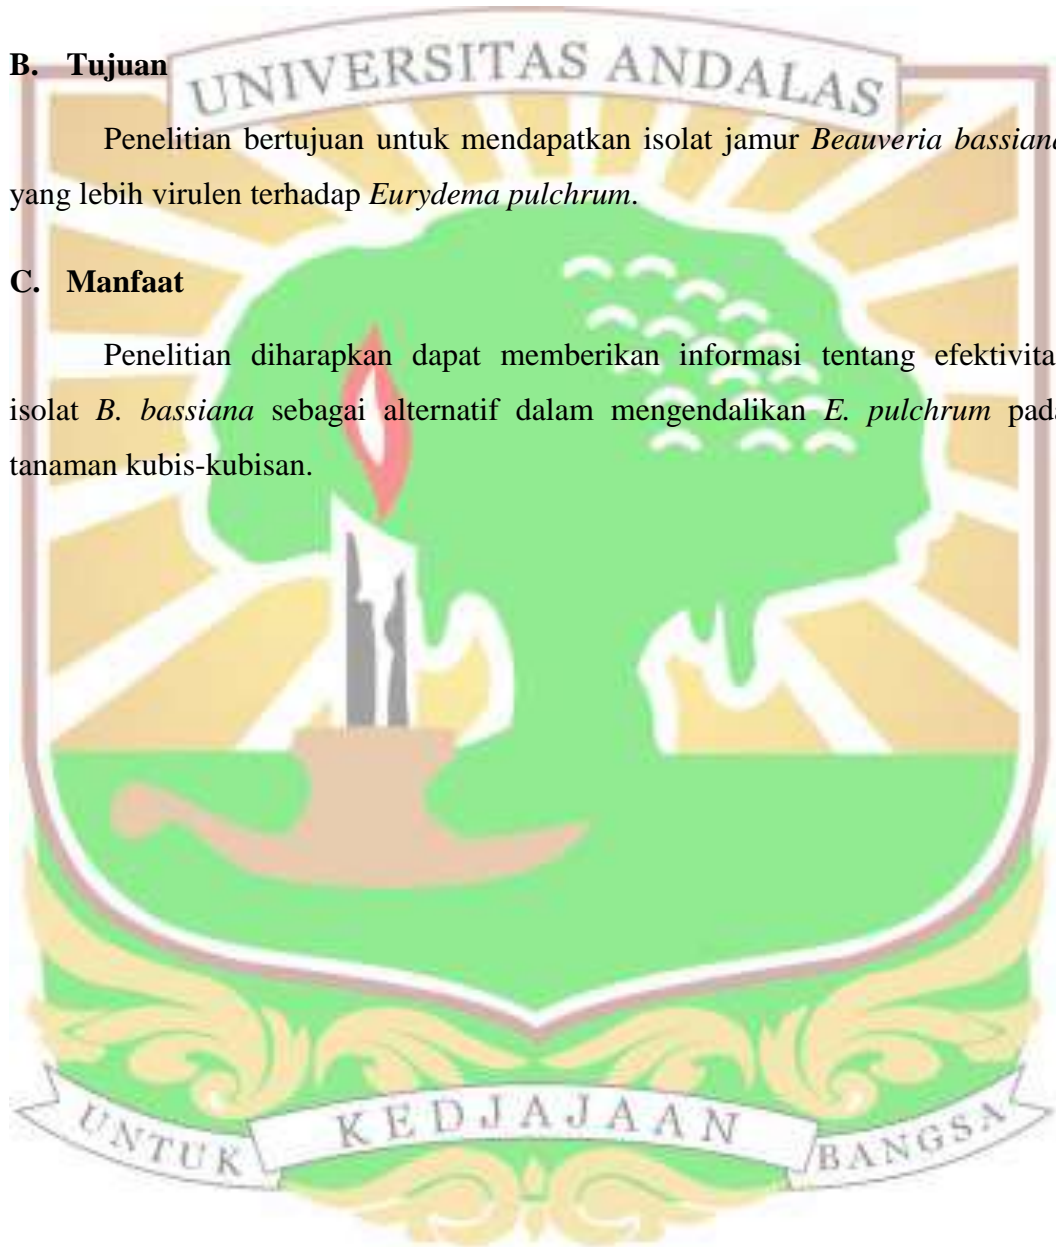 UNIVERSITAS ANDALAS
B. Tujuan
Penelitian bertujuan untuk mendapatkan isolat jamur Beauveria bassiana
yang lebih virulen terhadap Eurydema pulchrum.
C. Manfaat
Penelitian diharapkan dapat memberikan informasi tentang efektivita
isolat B. bassiana sebagai alternatif dalam mengendalikan E. pulchrum pada
tanaman kubis-kubisan.
UNTUK KEDJAJAAN BANGSA